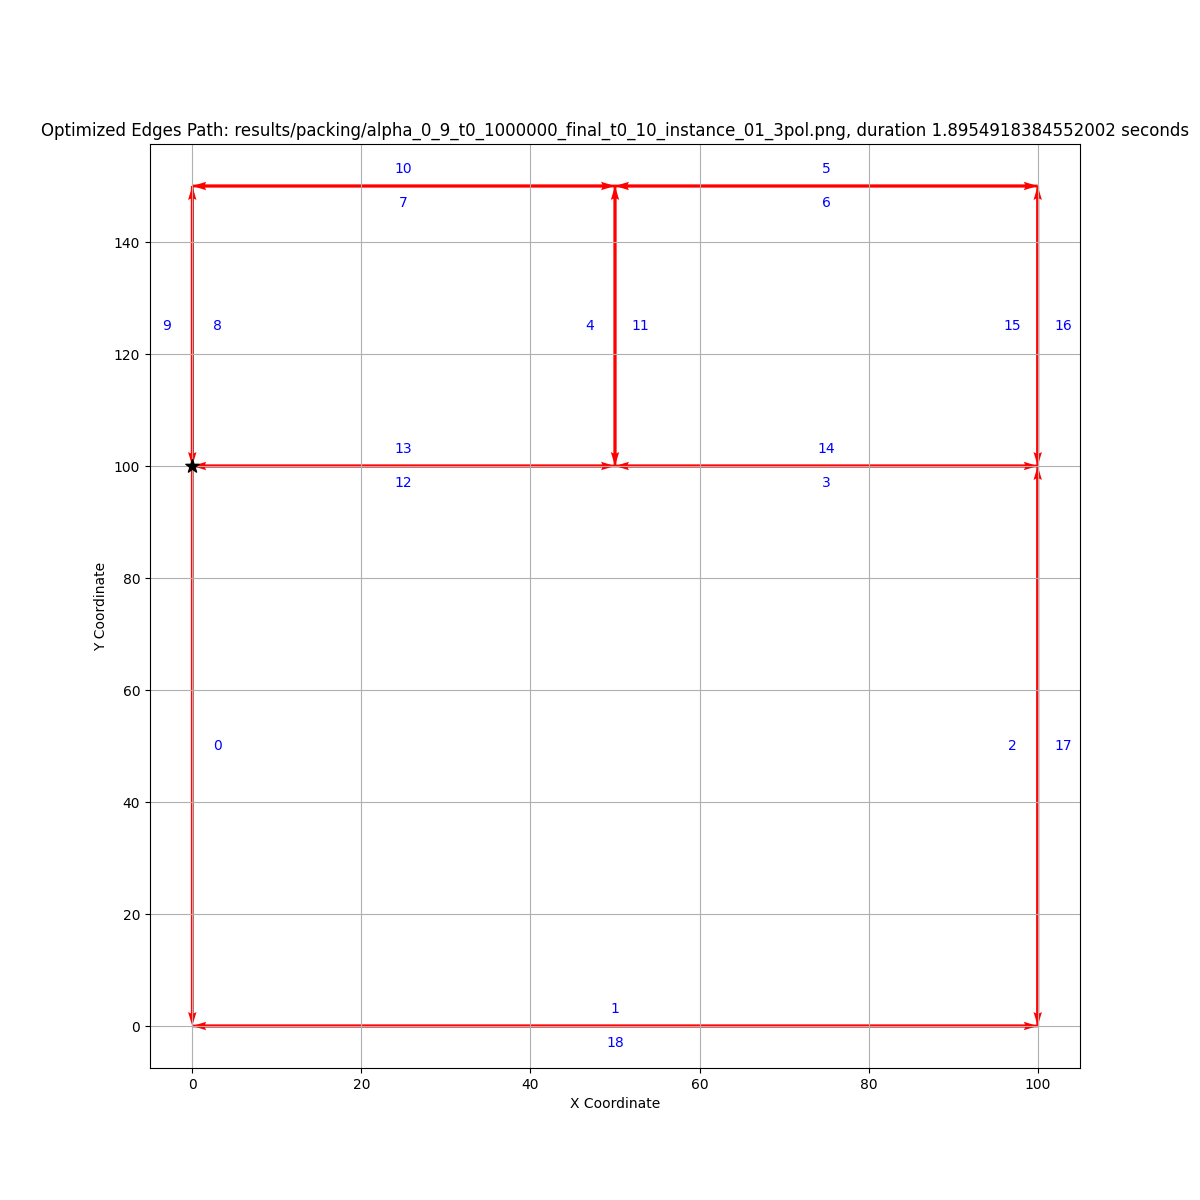 Optimized Edges Path: results/packing/alpha_0_9_t0_1000000_final_t0_10_instance_01_3pol.png, duration 1.8954918384552002 seconds
10 5
7 6
140
9 8 4 11 15 16
120
13 14
100
12 3
80
Y Coordinate
60
0 2 17
40
20
1
0
18
0 20 40 60 80 100
X Coordinate